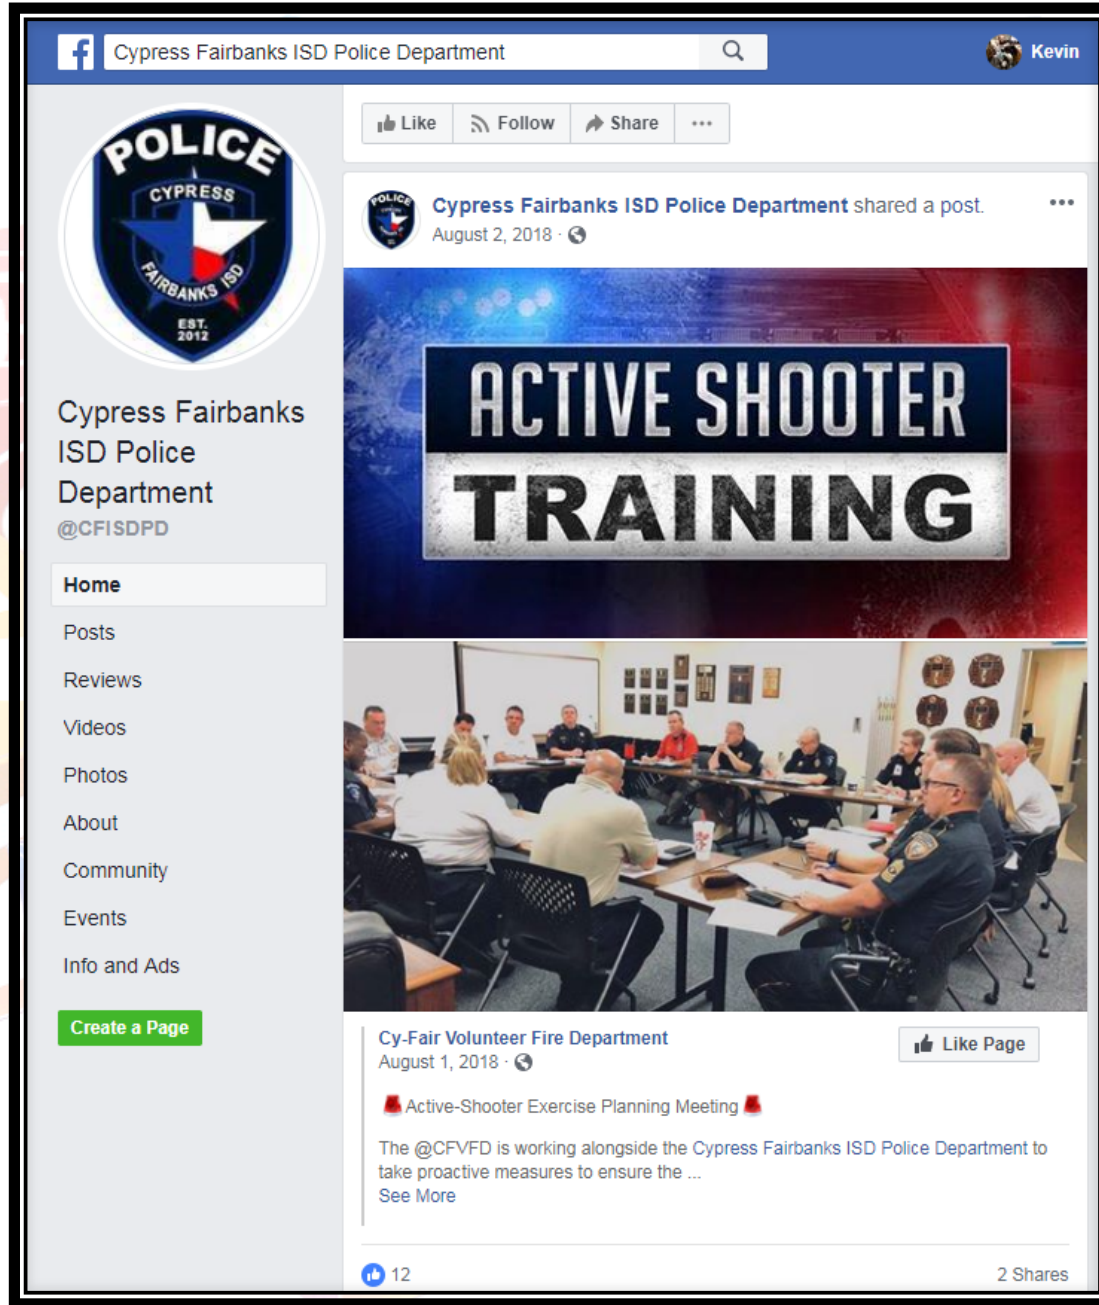 Cypress Fairbanks ISD Police Department
Kevin
POLICE
CYPRESS
FAIRBANKS ISD
EST.
2012
Cypress Fairbanks
ISD Police
Department
@CFISDPD
Home
Posts
Reviews
Videos
Photos
About
Community
Events
Info and Ads
Create a Page
Like
Follow
Share
POLICE
Cypress Fairbanks ISD Police Department shared a post.
August 2, 2018 ·
ACTIVE SHOOTER
TRAINING
Cy-Fair Volunteer Fire Department
August 1, 2018 ·
Like Page
Active-Shooter Exercise Planning Meeting
The @CFVFD is working alongside the Cypress Fairbanks ISD Police Department to
take proactive measures to ensure the ...
See More
12
2 Shares